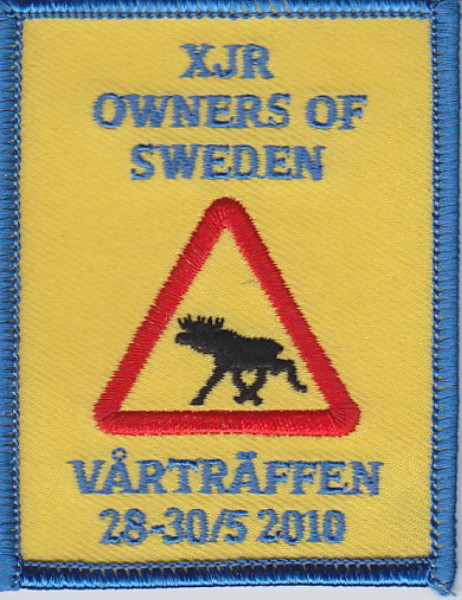 XJR
OWNERS OF
SWEDEN
VÅRTRÄFFEN
28-30/5 2010